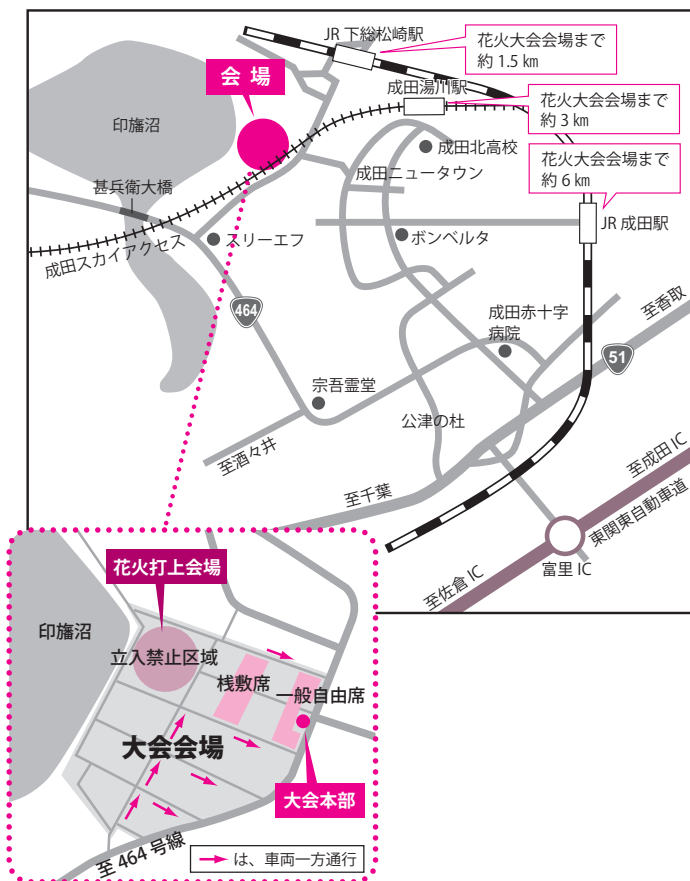 JR 下総松崎駅
花火大会会場まで
約 1.5 km
会 場
成田湯川駅
花火大会会場まで
約 3 km
印旛沼
成田北高校
成田ニュータウン
花火大会会場まで
約 6 km
甚兵衛大橋
スリーエフ
ボンベルタ
JR 成田駅
成田スカイアクセス
464
成田赤十字
病院
至香取
51
宗吾霊堂
公津の杜
至酒々井
至千葉
至成田 IC
東関東自動車道
富里 IC
至佐倉 IC
花火打上会場
印旛沼
立入禁止区域
桟敷席
一般自由席
大会会場
大会本部
至 464 号線
は、車両一方通行